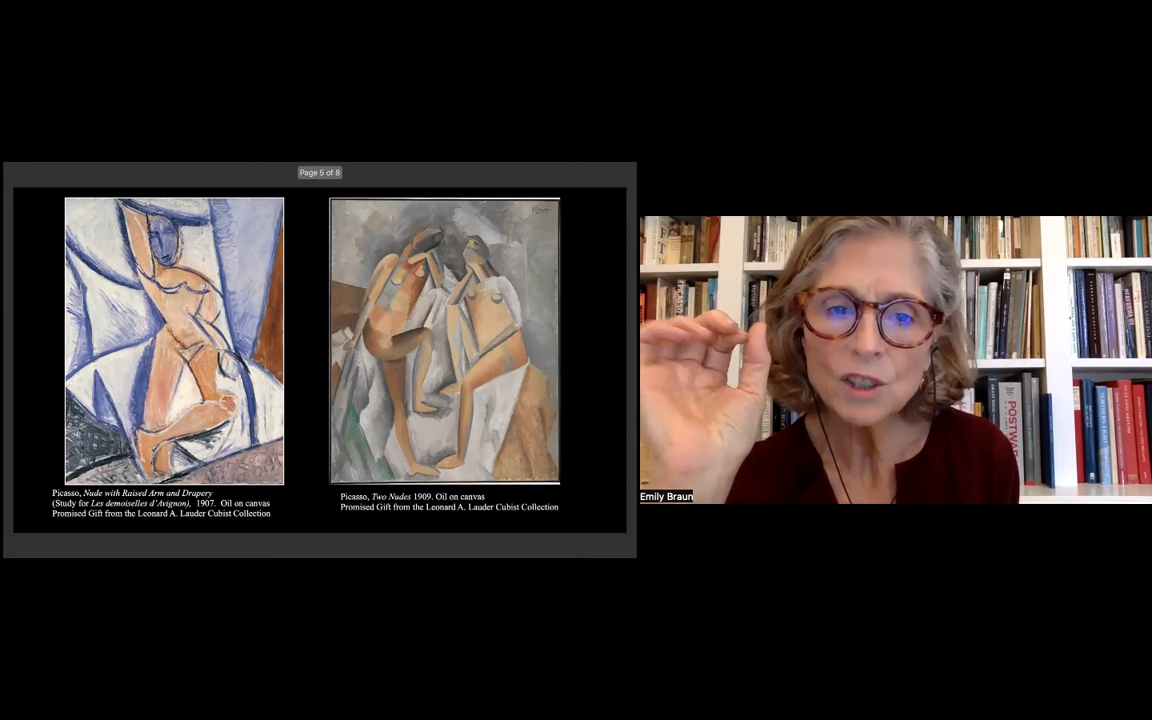 Page 5 of 8
Picasso, Nude with Raised Arm and Drapery
(Study for Les demoiselles d'Avignon), 1907. Oil on canvas
Promised Gift from the Leonard A. Lauder Cubist Collection
Picasso, Two Nudes 1909. Oil on canvas
Promised Gift from the Leonard A. Lauder Cubist Collection
PICASSO
POSTWAR
Emily Braun